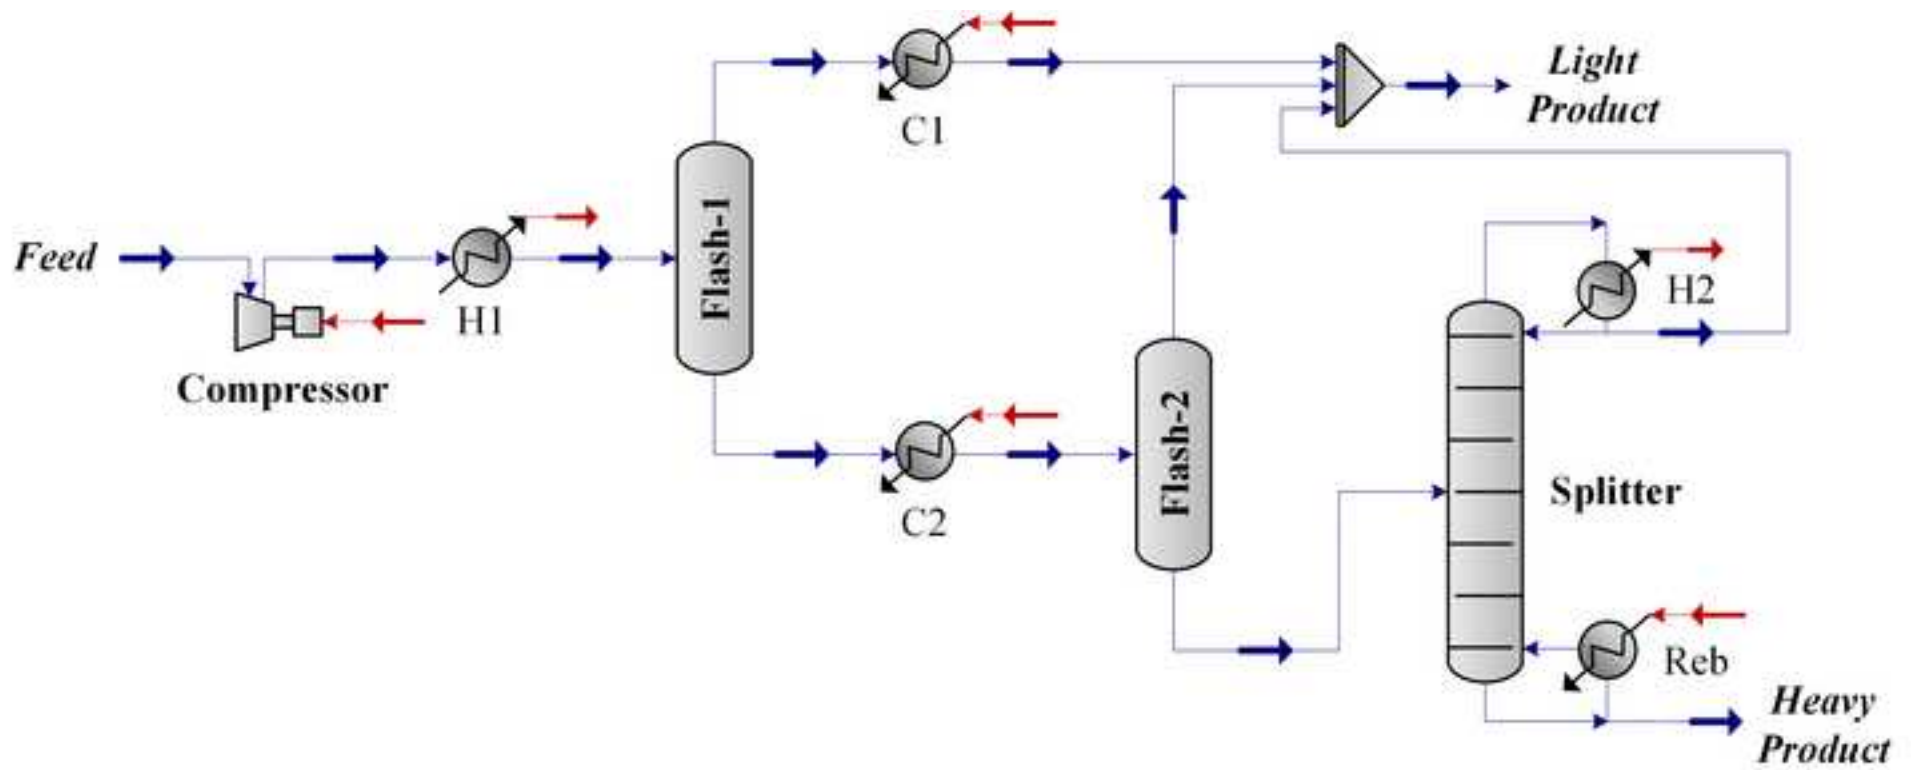 Light
Product
C1
Flash-1
Feed
H1
Compressor
H2
C2
Flash-2
Splitter
Reb
Heavy
Product